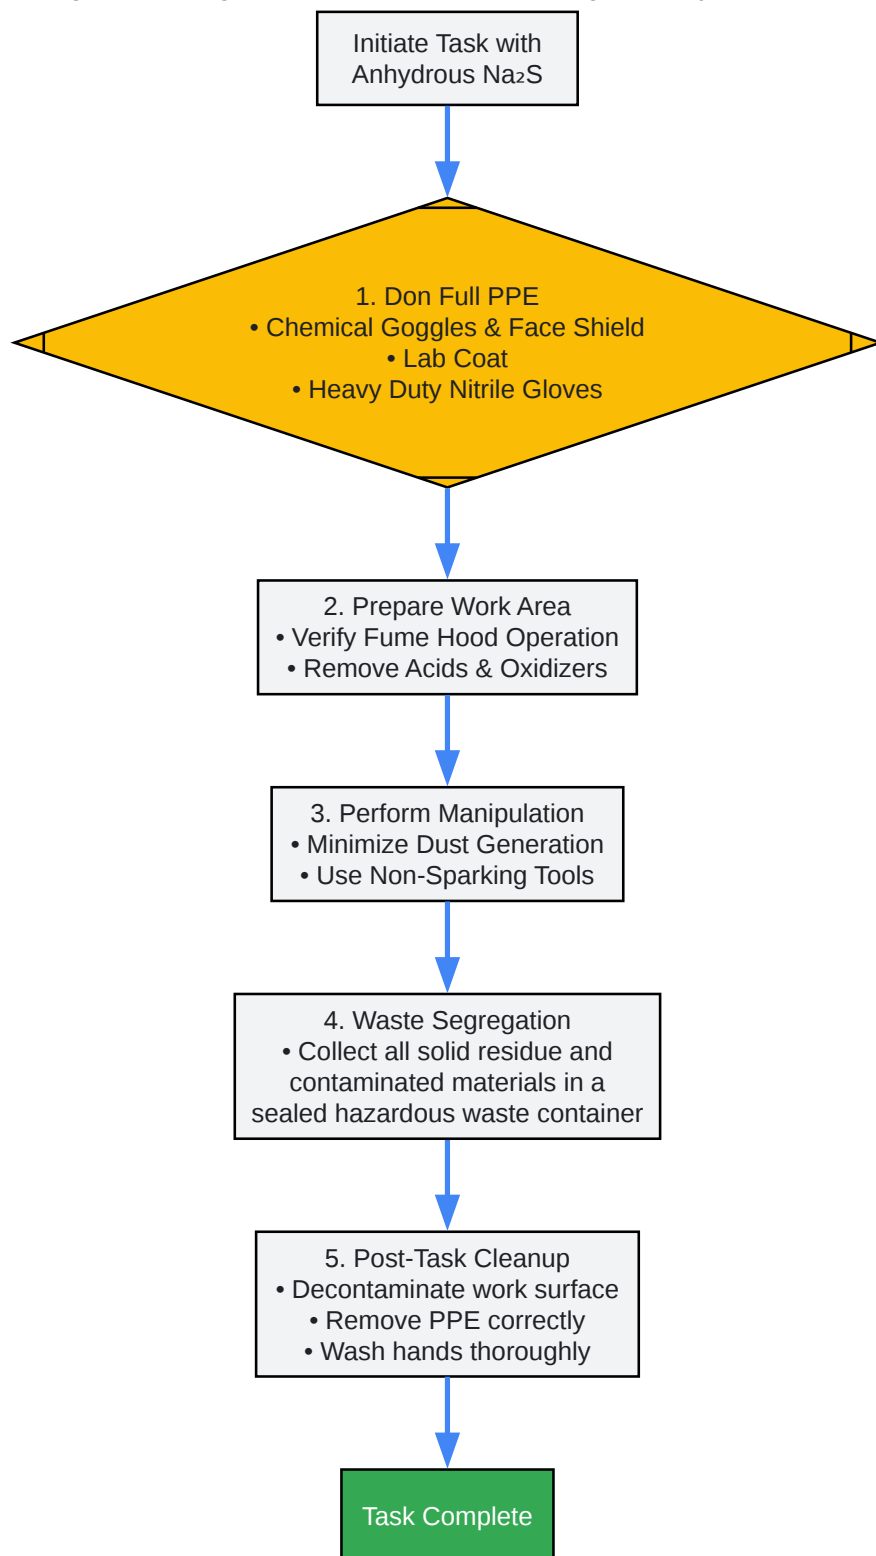 Initiate Task with
Anhydrous Na₂S
1. Don Full PPE
• Chemical Goggles & Face Shield
• Lab Coat
• Heavy Duty Nitrile Gloves
2. Prepare Work Area
• Verify Fume Hood Operation
• Remove Acids & Oxidizers
3. Perform Manipulation
• Minimize Dust Generation
• Use Non-Sparking Tools
4. Waste Segregation
• Collect all solid residue and
contaminated materials in a
sealed hazardous waste container
5. Post-Task Cleanup
• Decontaminate work surface
• Remove PPE correctly
• Wash hands thoroughly
Task Complete